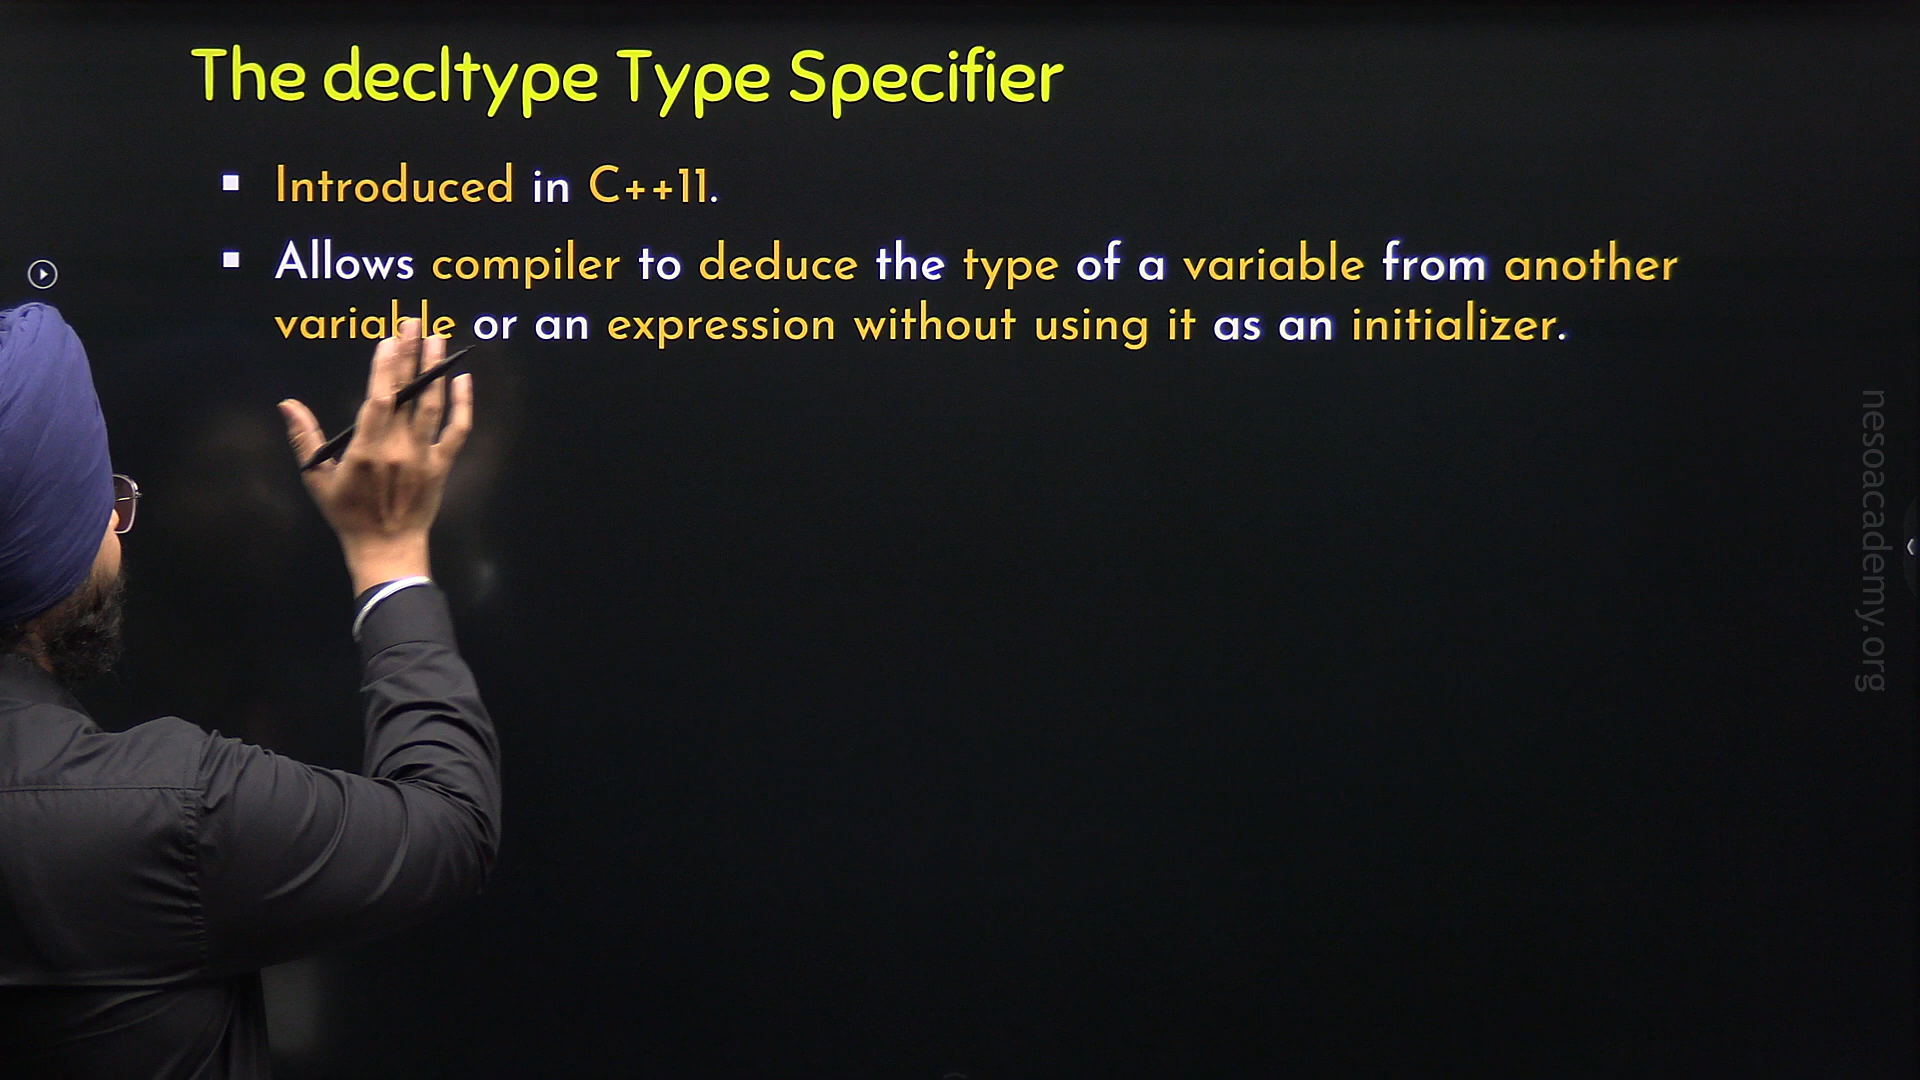 The decltype Type Specifier
Introduced in C++11.
Allows compiler to deduce the type of a variable from another
variable or an expression without using it as an initializer.
nesoacademy.org